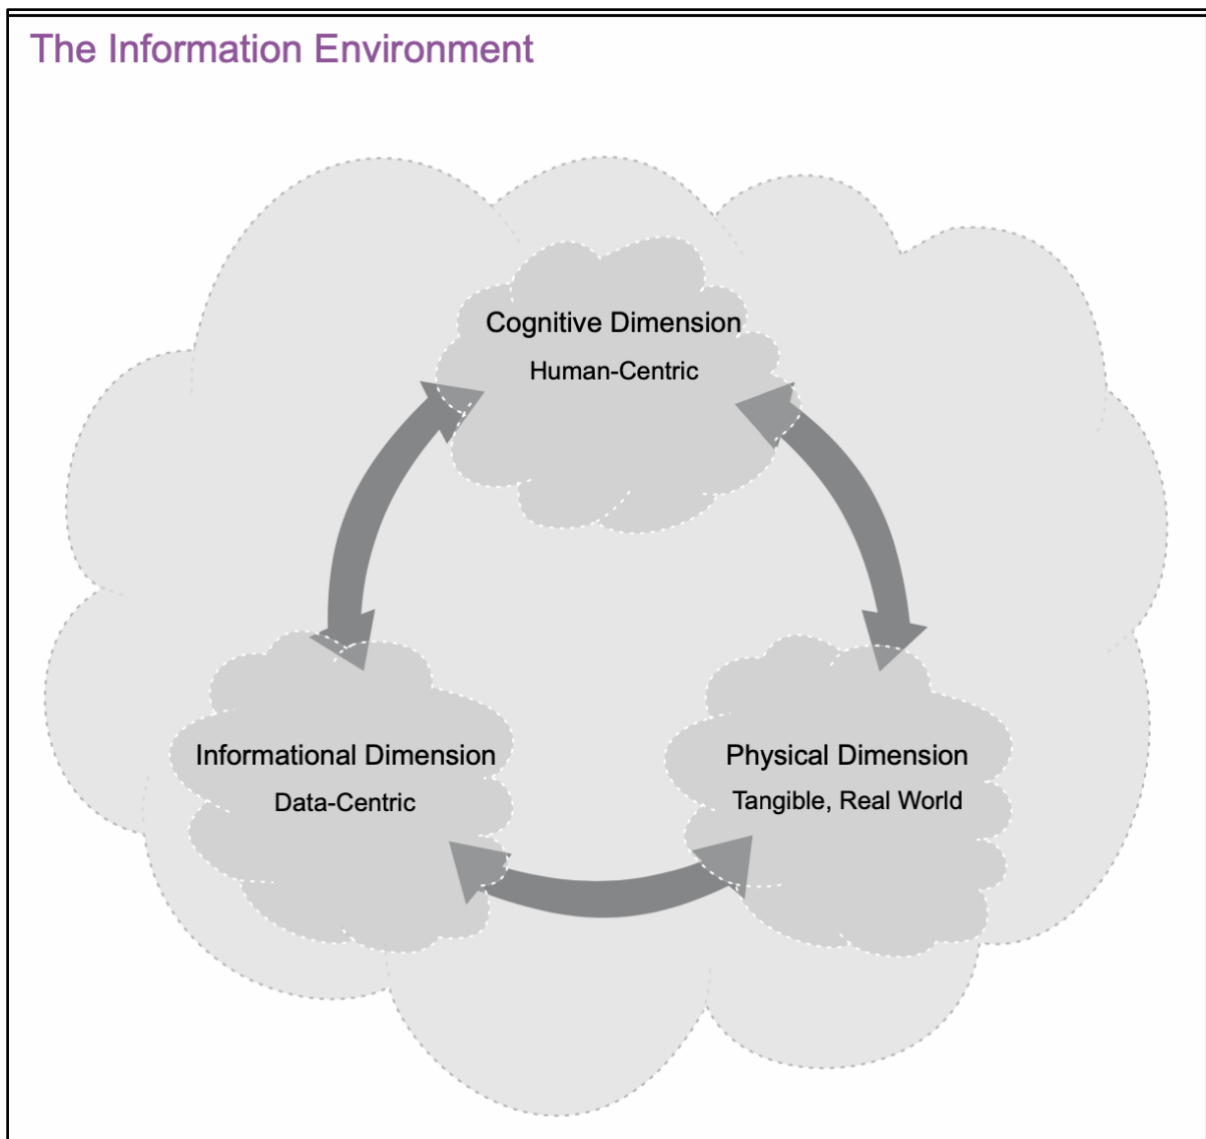 The Information Environment
Cognitive Dimension
Human-Centric
Informational Dimension
Data-Centric
Physical Dimension
Tangible, Real World